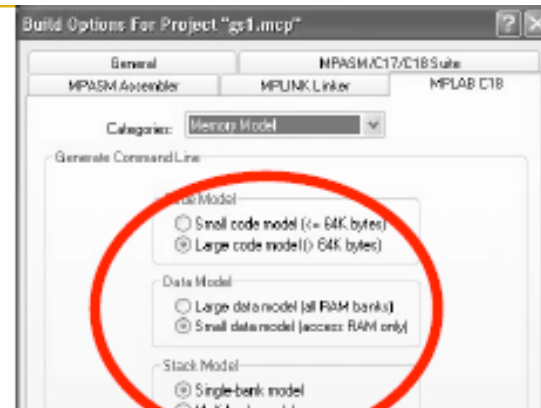 Build Options For Project "gs1.mcp"
General MPASM/C17/C18 Suite
MPASM Assembler MPLINK Linker MPLAB C18
Categories: Memory Model
Generate Command Line
Model
Small code model (<= 64K bytes)
Large code model (> 64K bytes)
Data Model
Large data model (all RAM banks)
Small data model (access RAM only)
Stack Model
Single-bank model